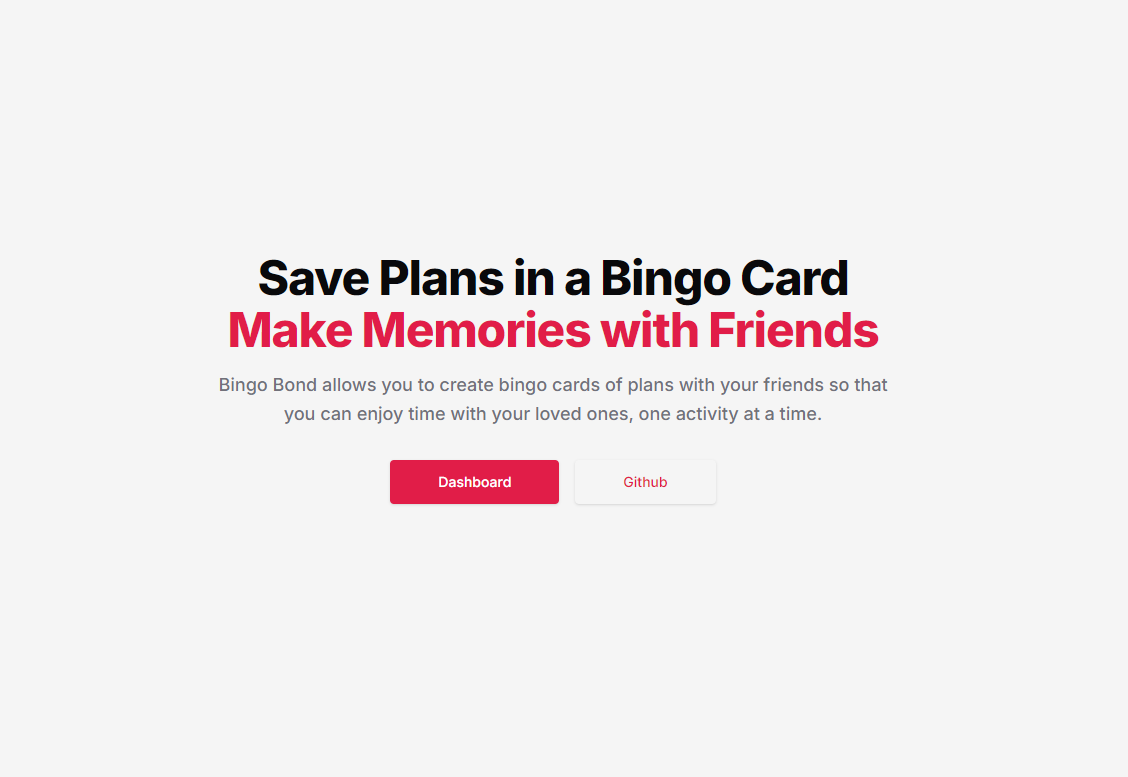 Save Plans in a Bingo Card
Make Memories with Friends
Bingo Bond allows you to create bingo cards of plans with your friends so that
you can enjoy time with your loved ones, one activity at a time.
Dashboard
Github